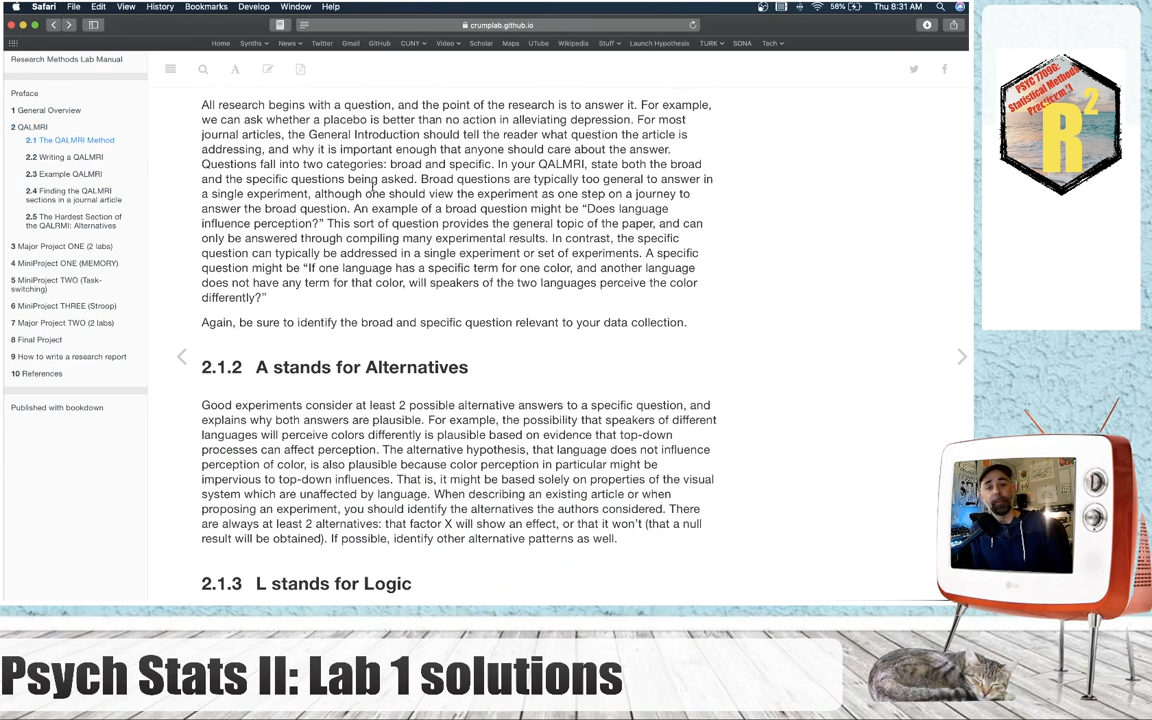 Safari File Edit View History Bookmarks Develop Window Help
58% Thu 8:31 AM
crumplab.github.io
Home Synths News Twitter Gmail GitHub CUNY Video Scholar Maps UTube Wikipedia Stuff Launch Hypothesis TURK SONA Tech
Research Methods Lab Manual
Preface
1 General Overview
2 QALMRI
2.1 The QALMRI Method
2.2 Writing a QALMRI
2.3 Example QALMRI
2.4 Finding the QALMRI
sections in a journal article
2.5 The Hardest Section of
the QALRMI: Alternatives
3 Major Project ONE (2 labs)
4 MiniProject ONE (MEMORY)
5 MiniProject TWO (Task-
switching)
6 MiniProject THREE (Stroop)
7 Major Project TWO (2 labs)
8 Final Project
9 How to write a research report
10 References
Published with bookdown
All research begins with a question, and the point of the research is to answer it. For example,
we can ask whether a placebo is better than no action in alleviating depression. For most
journal articles, the General Introduction should tell the reader what question the article is
addressing, and why it is important enough that anyone should care about the answer.
Questions fall into two categories: broad and specific. In your QALMRI, state both the broad
and the specific questions being asked. Broad questions are typically too general to answer in
a single experiment, although one should view the experiment as one step on a journey to
answer the broad question. An example of a broad question might be “Does language
influence perception?” This sort of question provides the general topic of the paper, and can
only be answered through compiling many experimental results. In contrast, the specific
question can typically be addressed in a single experiment or set of experiments. A specific
question might be “If one language has a specific term for one color, and another language
does not have any term for that color, will speakers of the two languages perceive the color
differently?”
Again, be sure to identify the broad and specific question relevant to your data collection.
2.1.2 A stands for Alternatives
Good experiments consider at least 2 possible alternative answers to a specific question, and
explains why both answers are plausible. For example, the possibility that speakers of different
languages will perceive colors differently is plausible based on evidence that top-down
processes can affect perception. The alternative hypothesis, that language does not influence
perception of color, is also plausible because color perception in particular might be
impervious to top-down influences. That is, it might be based solely on properties of the visual
system which are unaffected by language. When describing an existing article or when
proposing an experiment, you should identify the alternatives the authors considered. There
are always at least 2 alternatives: that factor X will show an effect, or that it won’t (that a null
result will be obtained). If possible, identify other alternative patterns as well.
2.1.3 L stands for Logic
PSYC 7709G:
Statistical Methods
R2
LG
Psych Stats II: Lab 1 solutions